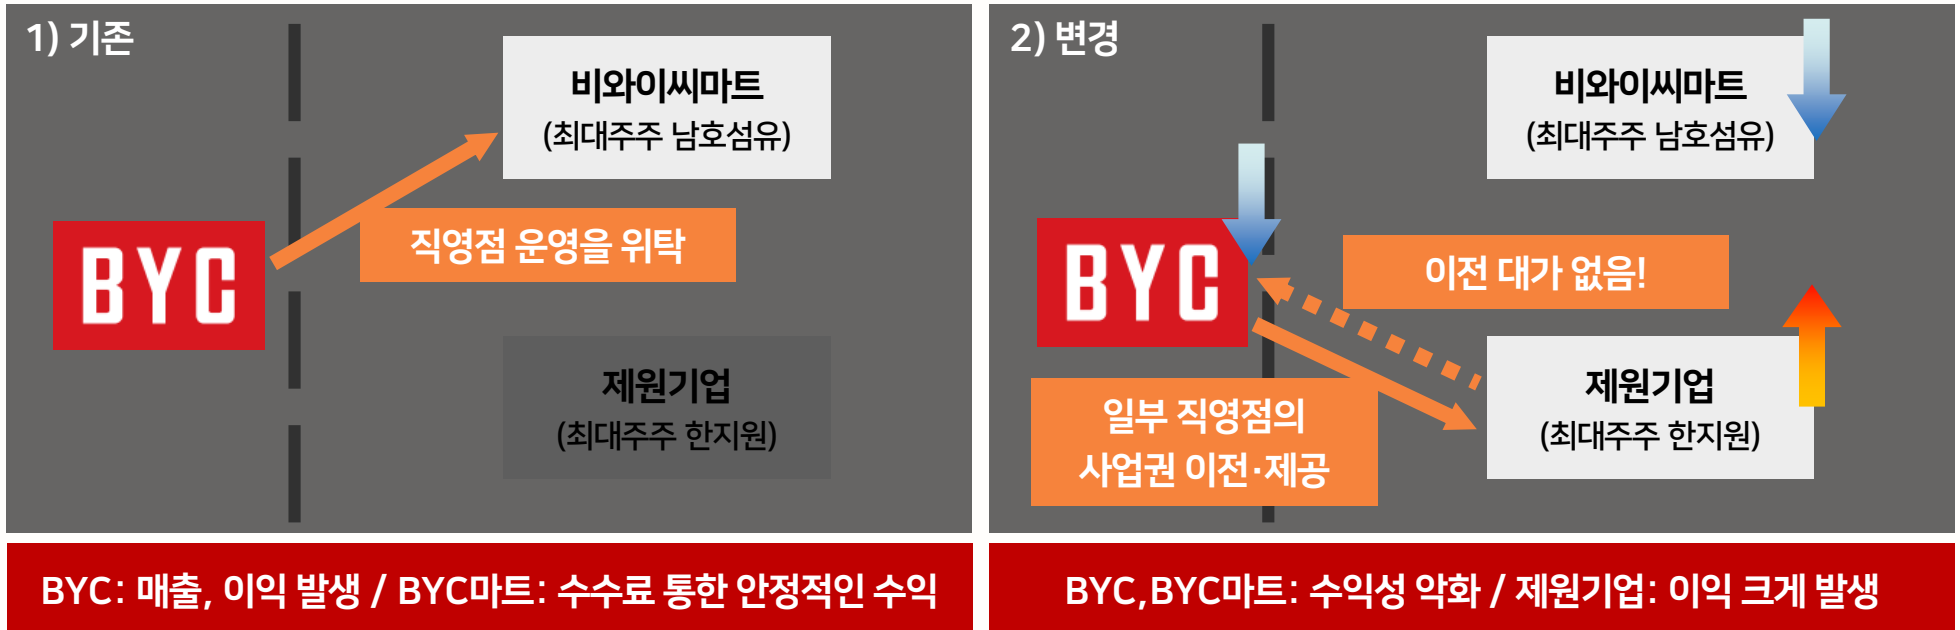 1) 기존
비와이씨마트
(최대주주 남호섬유)
직영점 운영을 위탁
BYC
제원기업
(최대주주 한지원)
BYC: 매출, 이익 발생 / BYC마트: 수수료 통한 안정적인 수익
2) 변경
비와이씨마트
(최대주주 남호섬유)
이전 대가 없음!
BYC
제원기업
(최대주주 한지원)
일부 직영점의
사업권 이전·제공
BYC,BYC마트: 수익성 악화 / 제원기업: 이익 크게 발생